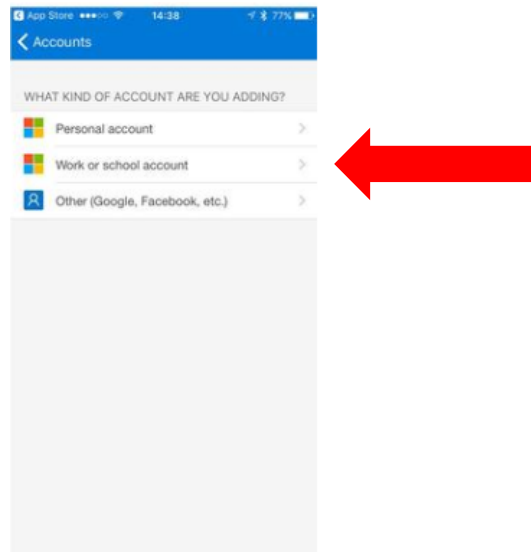 App Store 14:38 77%
Accounts
WHAT KIND OF ACCOUNT ARE YOU ADDING?
Personal account
Work or school account
Other (Google, Facebook, etc.)